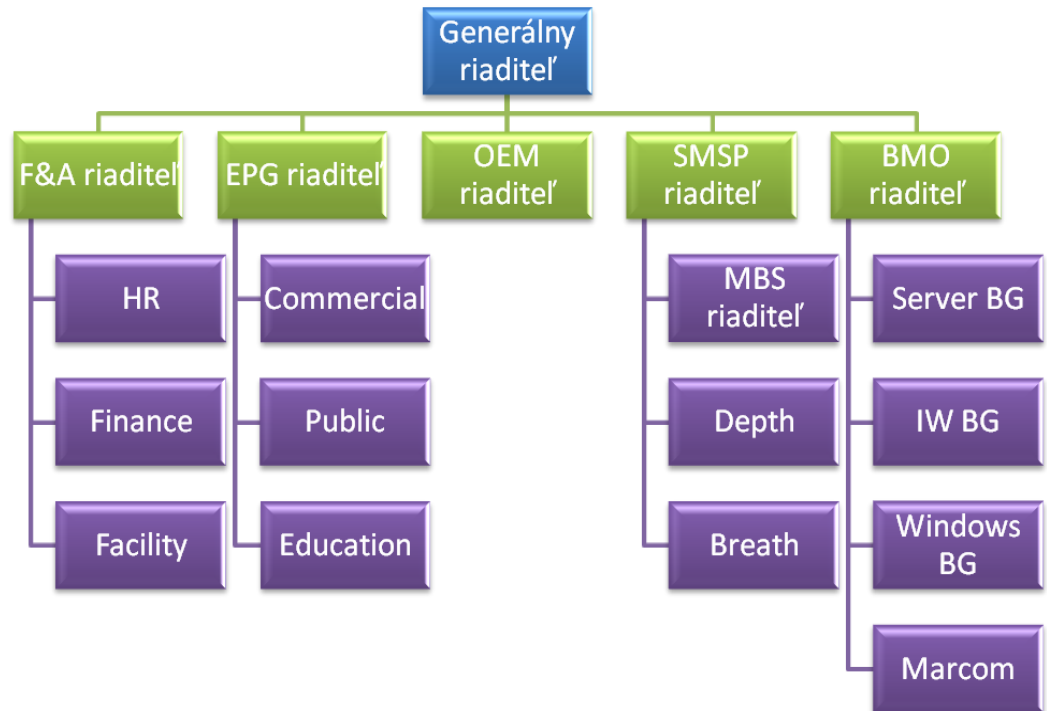 Generálny
riaditeľ
F&A riaditeľ
EPG riaditeľ
OEM
riaditeľ
SMSP
riaditeľ
BMO
riaditeľ
HR
Commercial
MBS
riaditeľ
Server BG
Finance
Public
Depth
IW BG
Facility
Education
Breath
Windows
BG
Marcom